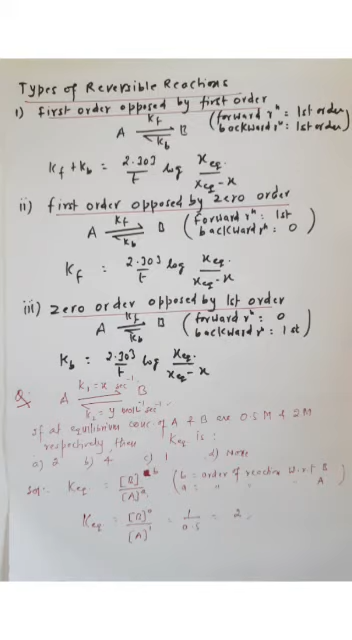 Types of Reversible Reactions
i) first order opposed by first order
A ⇌ B (forward rⁿ = 1st order
Kf
Kb
backward rⁿ: 1st order)
Kf + Kb = 2.303/t log xeq/(xeq - x)
ii) first order opposed by zero order
A ⇌ B (forward rⁿ: 1st
Kf
Kb
backward rⁿ: 0)
Kf = 2.303/t log xeq/(xeq - x)
iii) zero order opposed by 1st order
A ⇌ B (forward rⁿ: 0
Kf
Kb
backward rⁿ: 1st)
Kb = 2.303/t log xeq/(xeq - x)
Q: A ⇌ B
= x sec⁻¹
= y sec⁻¹
If at equilibrium conc of A & B are 0.5M & 2M
respectively then Keq is:
a) 2 b) 4 c) 1 d) None
Sol:- Keq = [B]ᵇ/[A]ᵃ (b = order of reaction w.r.t B
a = " " " A)
Keq = [B]⁰/[A]¹ = 1/0.5 = 2